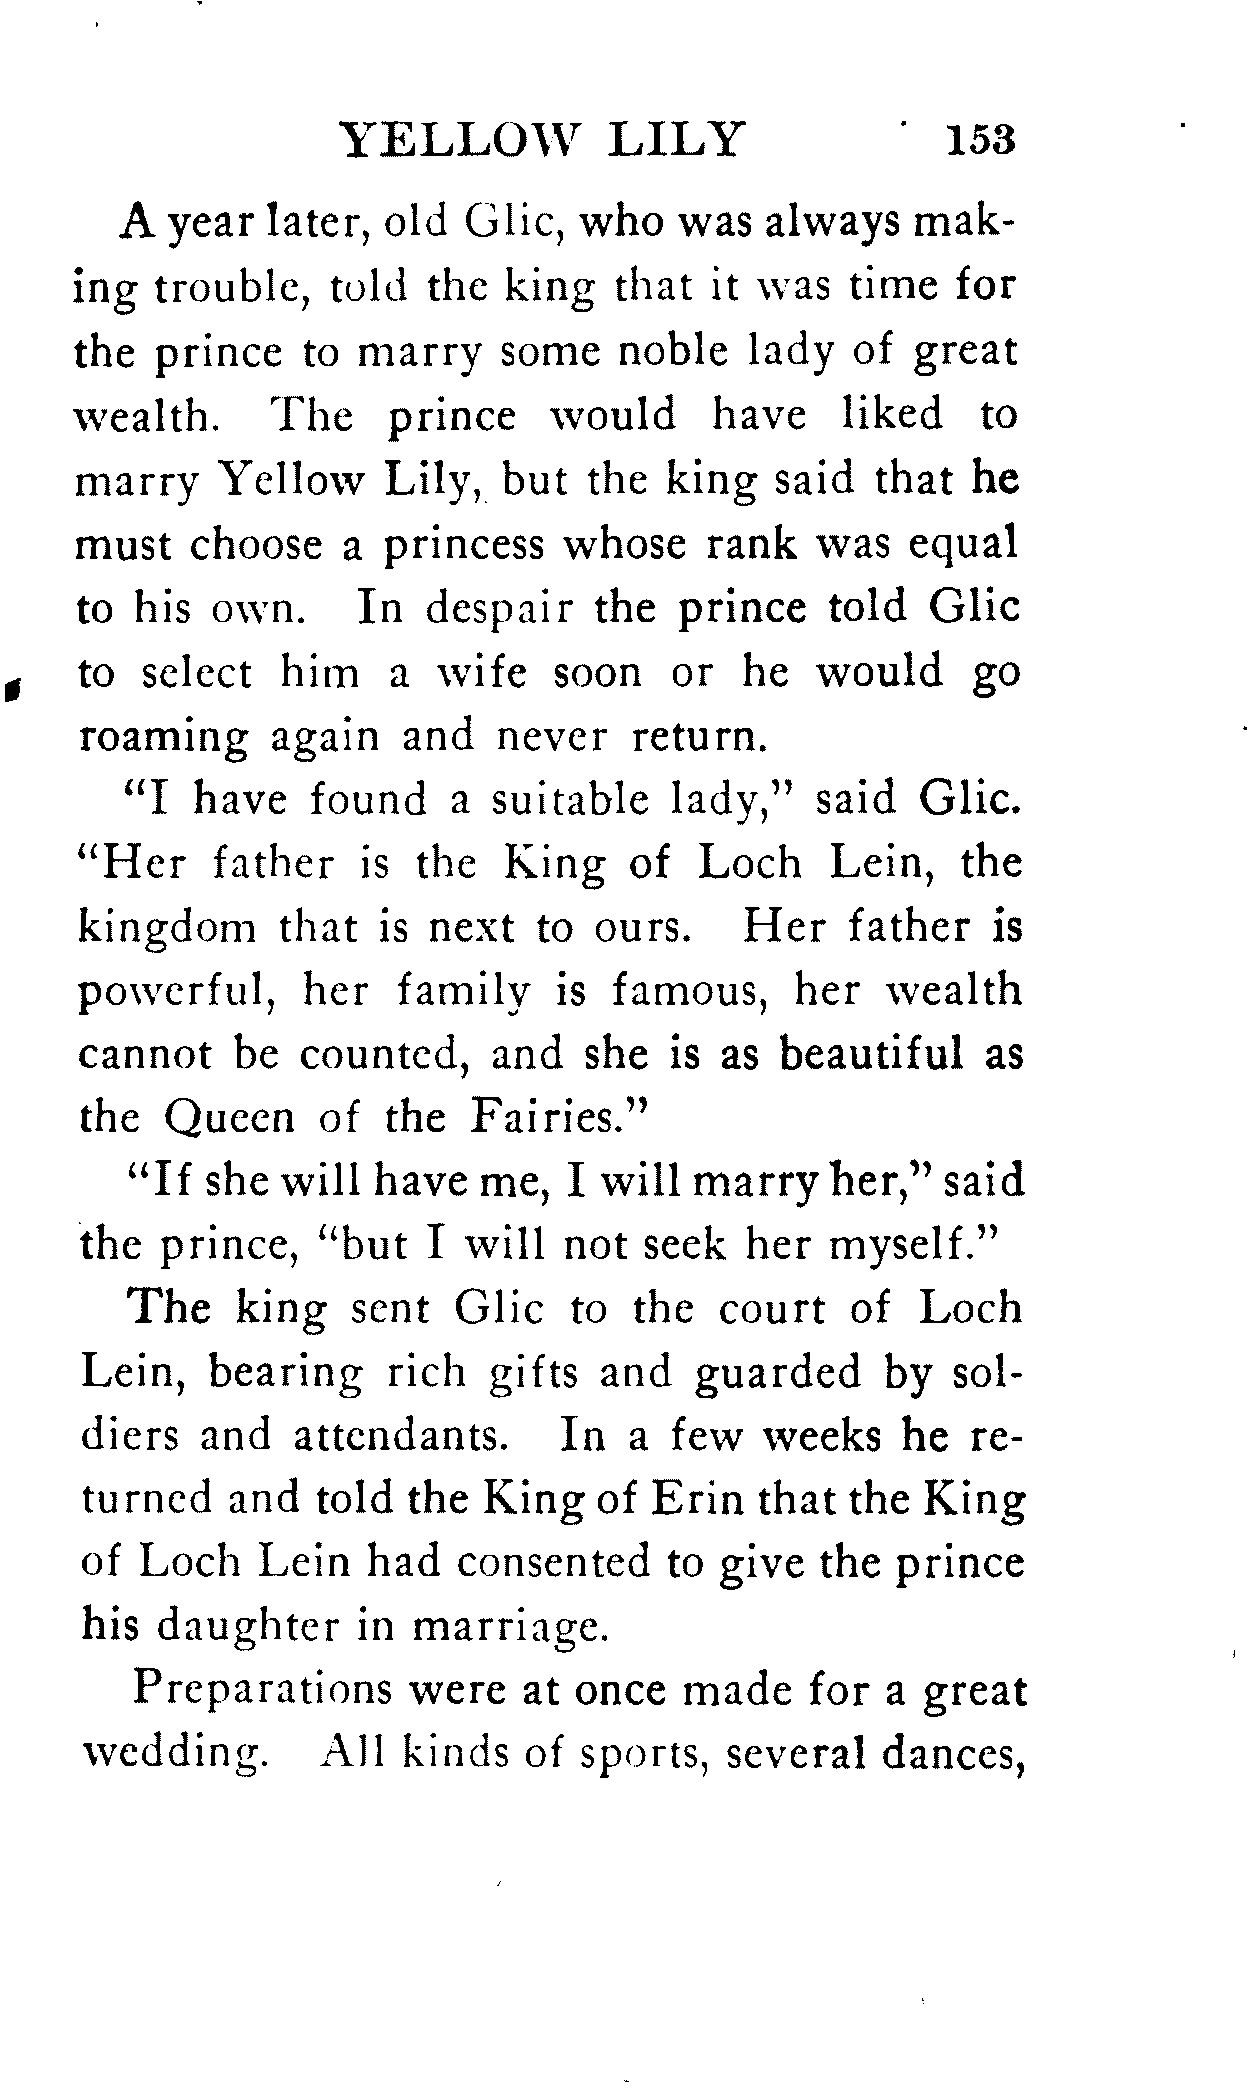 YELLOW LILY 153
A year later, old Glic, who was always mak-
ing trouble, told the king that it was time for
the prince to marry some noble lady of great
wealth. The prince would have liked to
marry Yellow Lily, but the king said that he
must choose a princess whose rank was equal
to his own. In despair the prince told Glic
to select him a wife soon or he would go
roaming again and never return.
"I have found a suitable lady," said Glic.
"Her father is the King of Loch Lein, the
kingdom that is next to ours. Her father is
powerful, her family is famous, her wealth
cannot be counted, and she is as beautiful as
the Queen of the Fairies."
"If she will have me, I will marry her," said
the prince, "but I will not seek her myself."
The king sent Glic to the court of Loch
Lein, bearing rich gifts and guarded by sol-
diers and attendants. In a few weeks he re-
turned and told the King of Erin that the King
of Loch Lein had consented to give the prince
his daughter in marriage.
Preparations were at once made for a great
wedding. All kinds of sports, several dances,